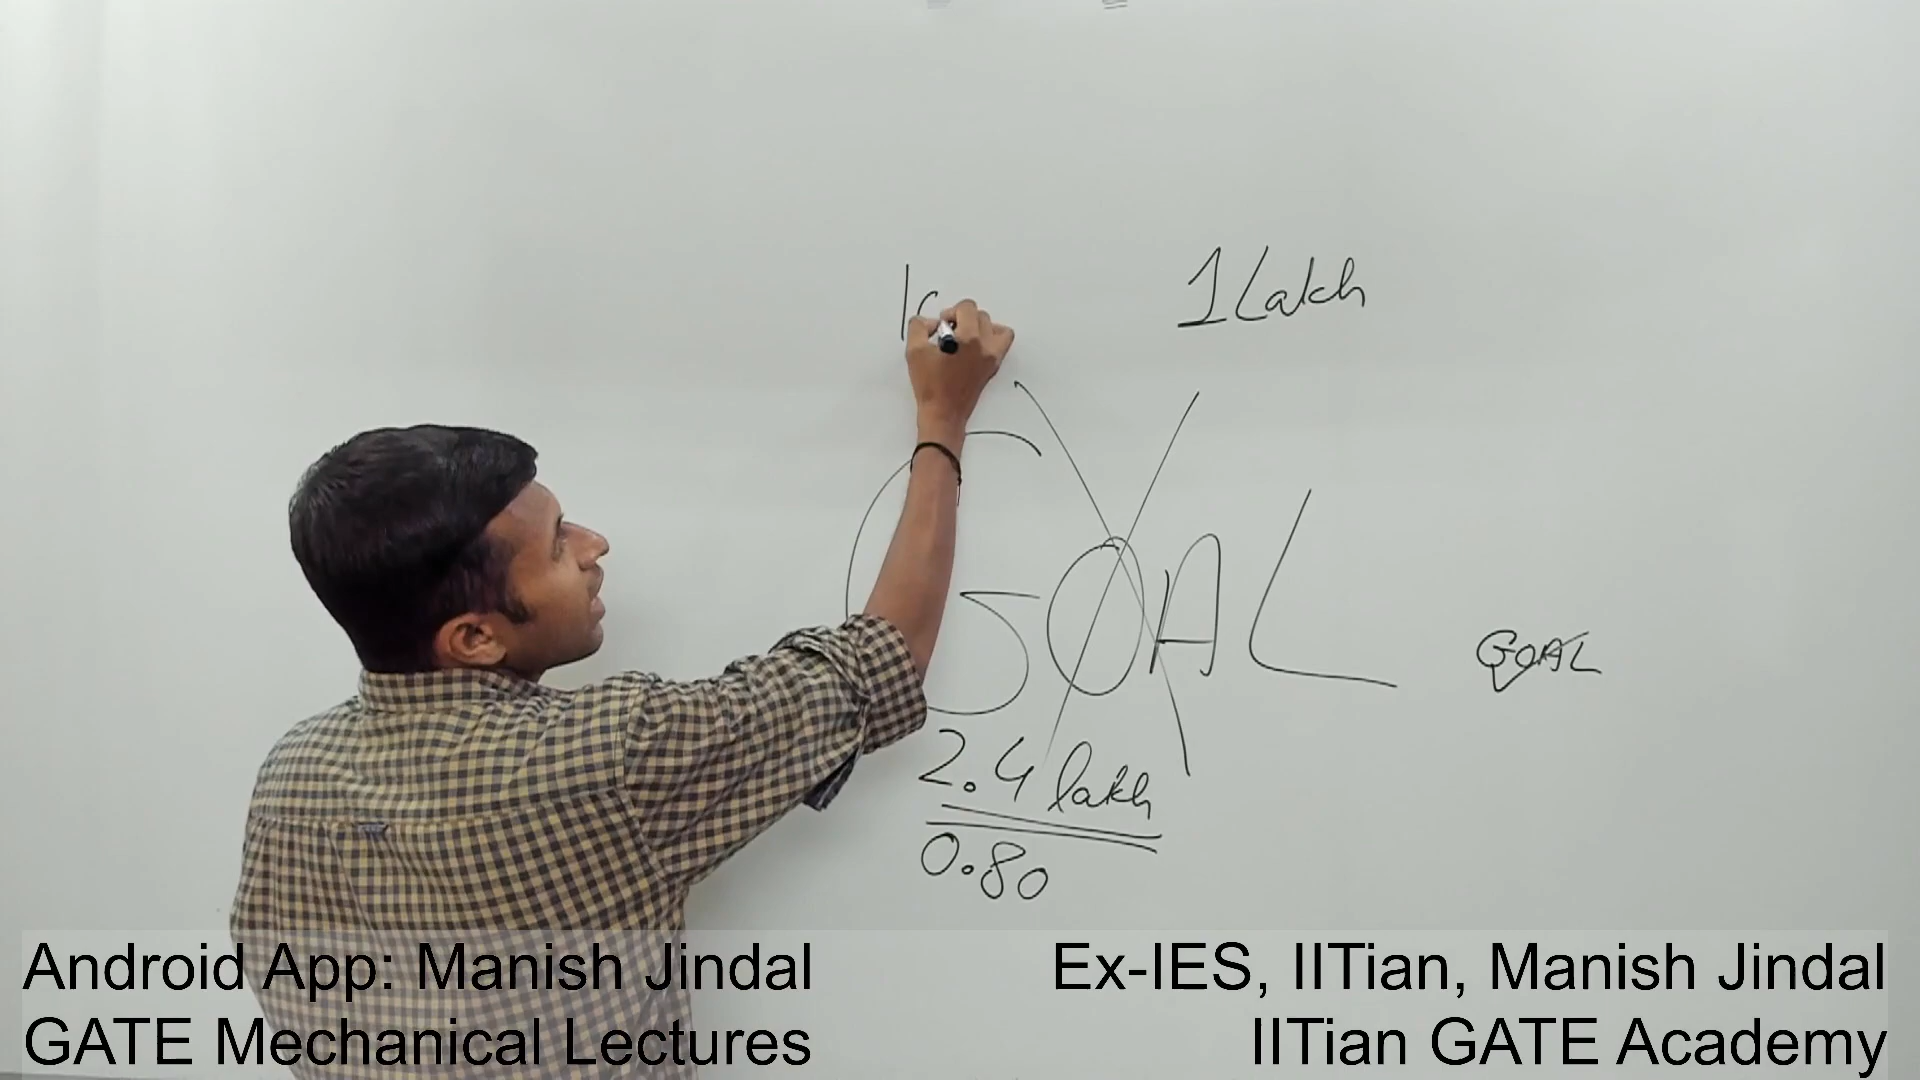 1 Lakh
GOAL
GOAL
2.4 lakh
0.80
Android App: Manish Jindal
GATE Mechanical Lectures
Ex-IES, IITian, Manish Jindal
IITian GATE Academy